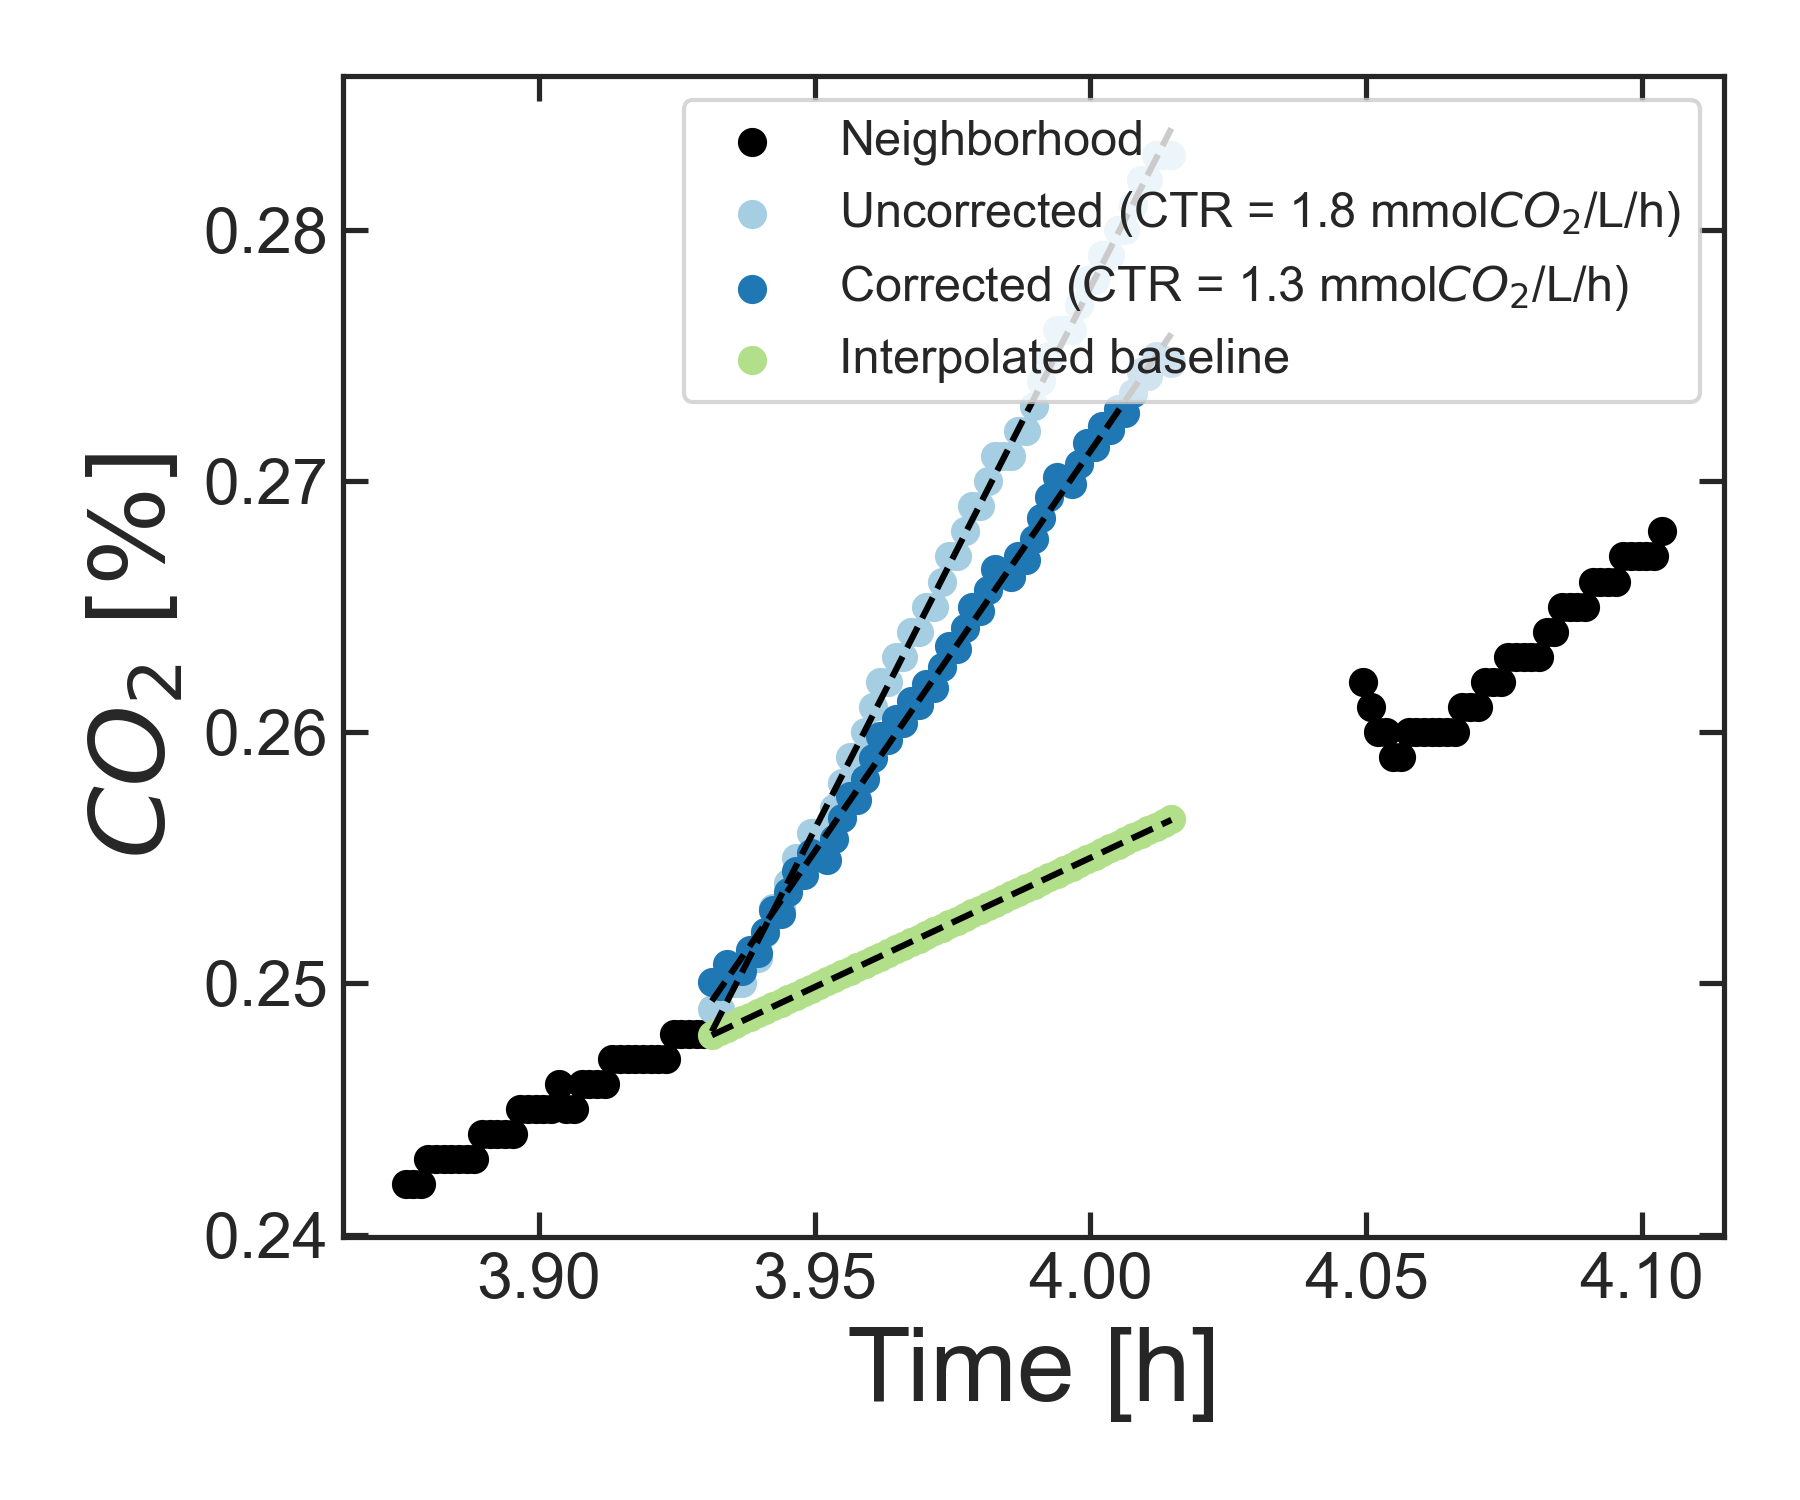 Neighborhood
Uncorrected (CTR = 1.8 mmolCO₂/L/h)
Corrected (CTR = 1.3 mmolCO₂/L/h)
Interpolated baseline
0.28
0.27
0.26
0.25
0.24
CO₂ [%]
3.90 3.95 4.00 4.05 4.10
Time [h]